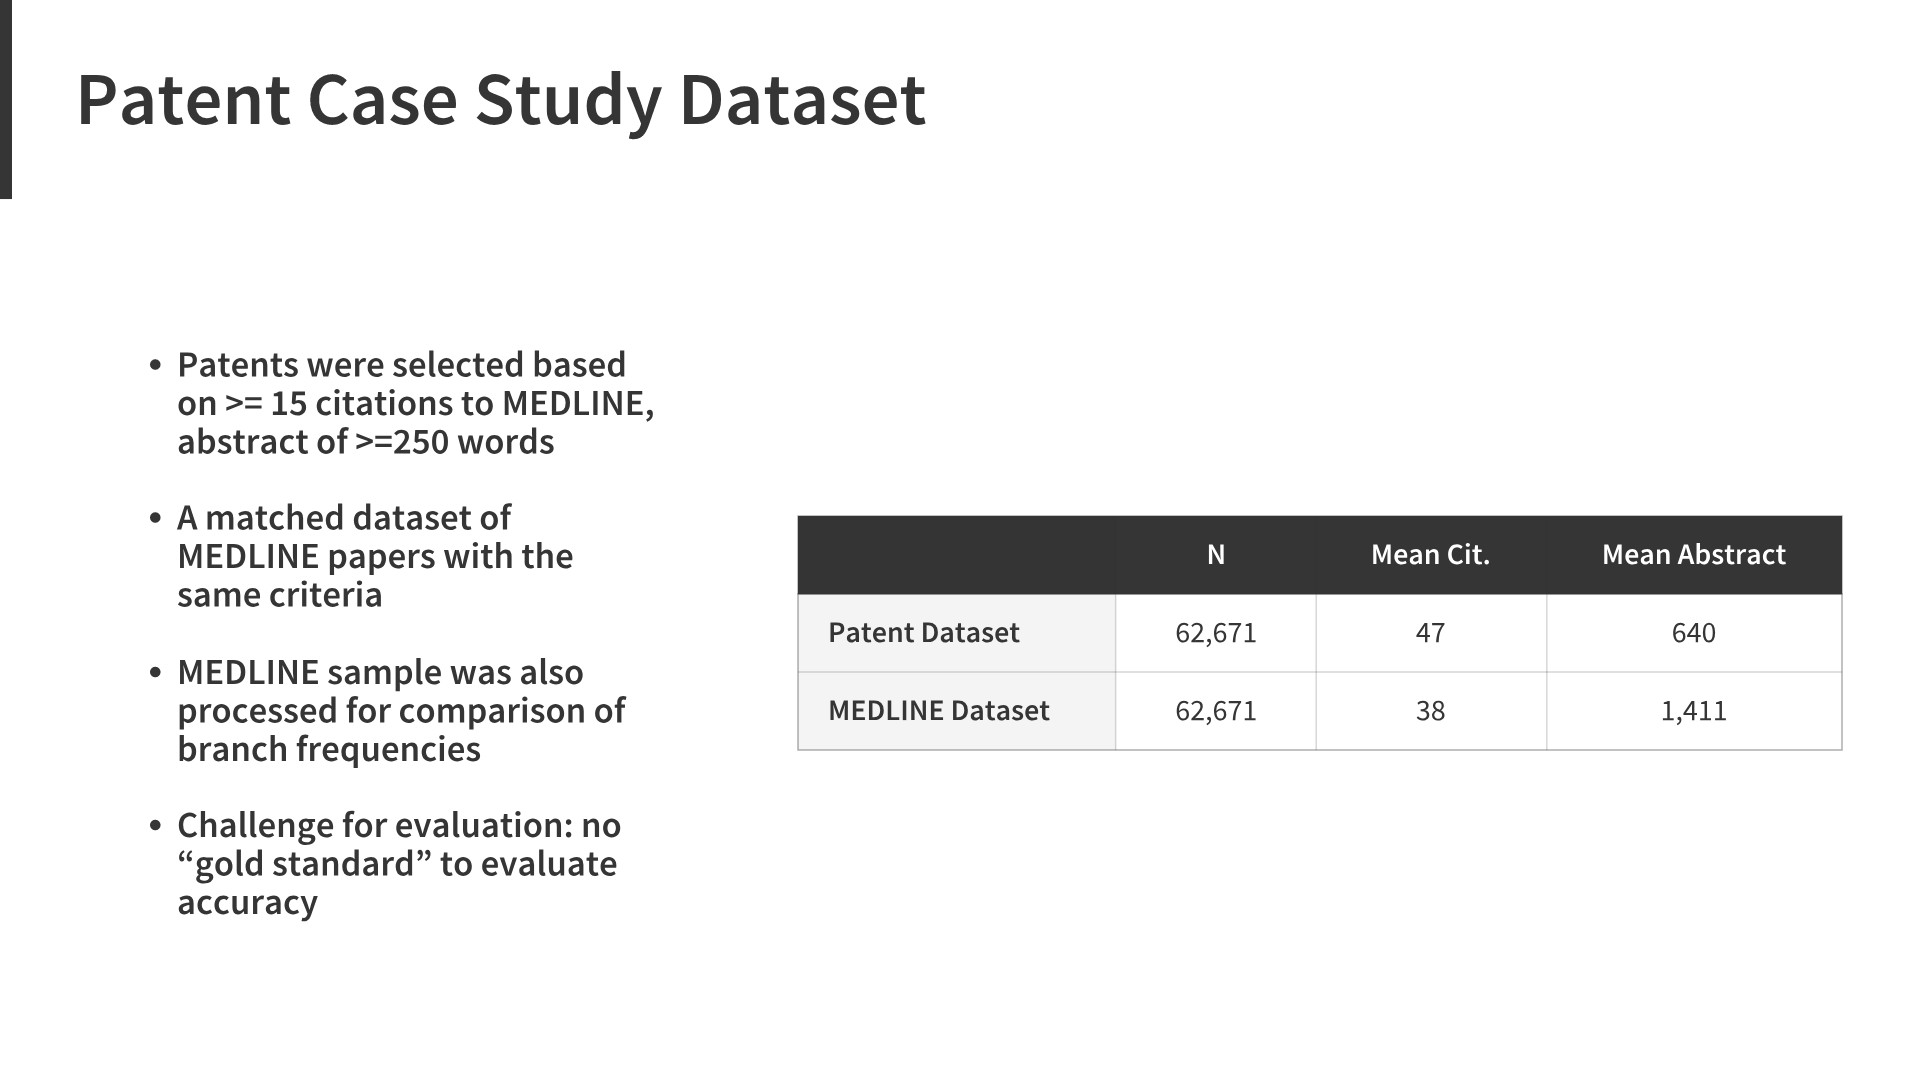 Patent Case Study Dataset
• Patents were selected based
on >= 15 citations to MEDLINE,
abstract of >=250 words
• A matched dataset of
MEDLINE papers with the
same criteria
• MEDLINE sample was also
processed for comparison of
branch frequencies
• Challenge for evaluation: no
“gold standard” to evaluate
accuracy
N Mean Cit. Mean Abstract
Patent Dataset 62,671 47 640
MEDLINE Dataset 62,671 38 1,411